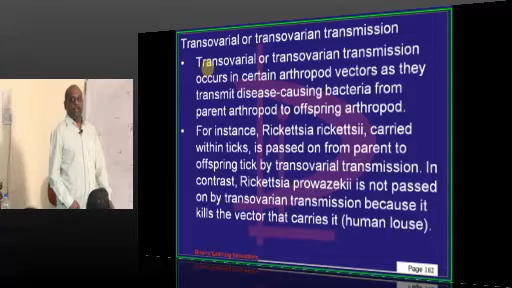 Transovarial or transovarian transmission
• Transovarial or transovarian transmission
occurs in certain arthropod vectors as they
transmit disease-causing bacteria from
parent arthropod to offspring arthropod.
• For instance, Rickettsia rickettsii, carried
within ticks, is passed on from parent to
offspring tick by transovarial transmission. In
contrast, Rickettsia prowazekii is not passed
on by transovarian transmission because it
kills the vector that carries it (human louse).
Page 182